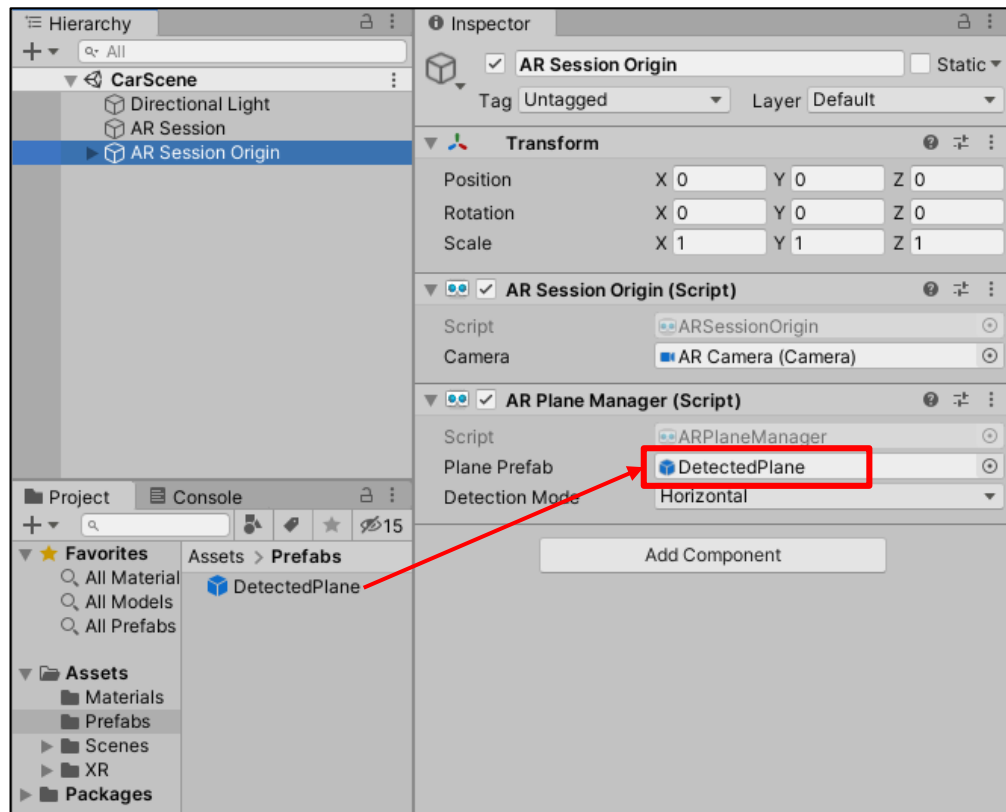 Hierarchy
All
CarScene
Directional Light
AR Session
AR Session Origin
Inspector
AR Session Origin
Static
Tag Untagged Layer Default
Transform
Position X 0 Y 0 Z 0
Rotation X 0 Y 0 Z 0
Scale X 1 Y 1 Z 1
AR Session Origin (Script)
Script ARSessionOrigin
Camera AR Camera (Camera)
AR Plane Manager (Script)
Script ARPlaneManager
Plane Prefab DetectedPlane
Detection Mode Horizontal
Add Component
Project Console
15
Favorites
All Material
All Models
All Prefabs
Assets
Materials
Prefabs
Scenes
XR
Packages
Assets > Prefabs
DetectedPlane